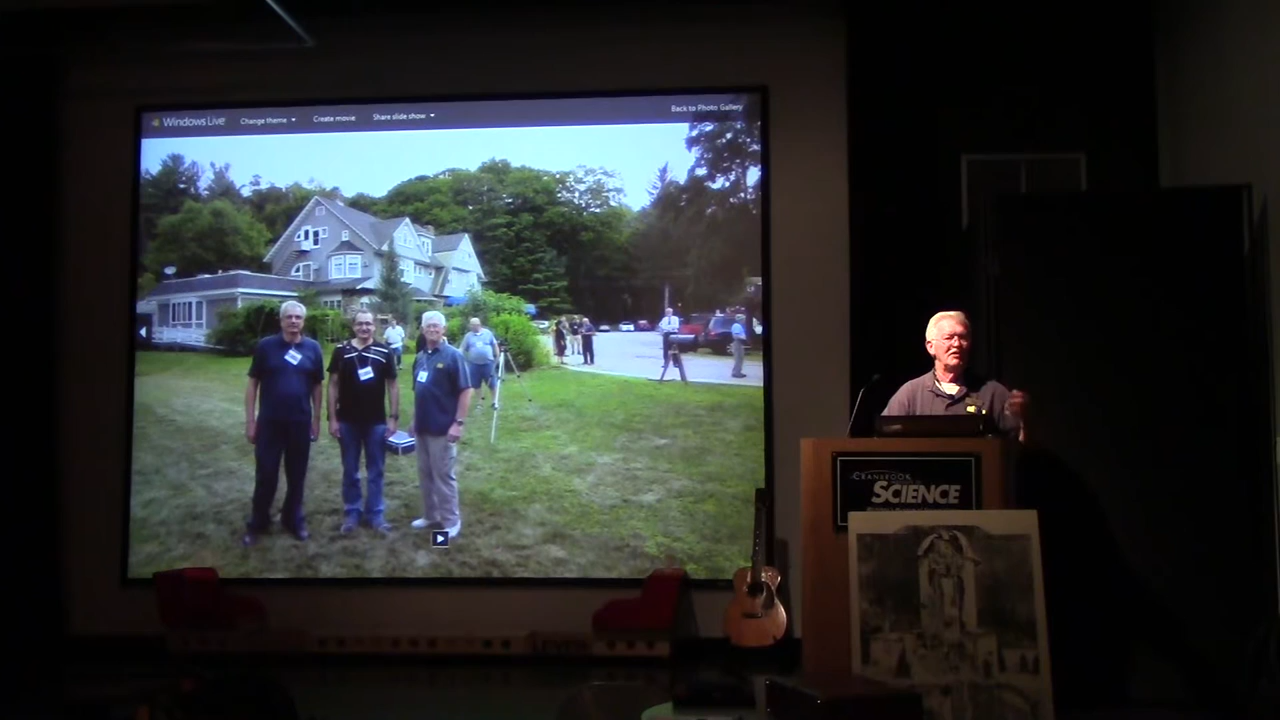 Windows Live
Change theme
Create movie
Share slide show
Back to Photo Gallery
CRANBROOK
SCIENCE